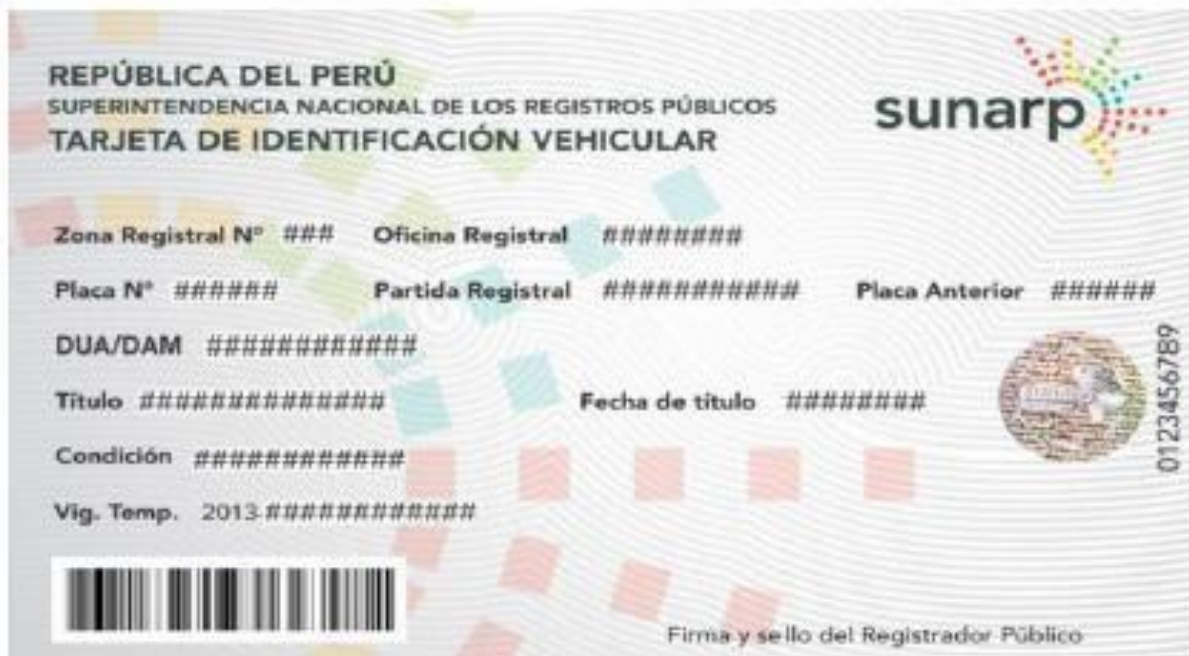 REPÚBLICA DEL PERÚ
SUPERINTENDENCIA NACIONAL DE LOS REGISTROS PÚBLICOS
TARJETA DE IDENTIFICACIÓN VEHICULAR
sunarp
Zona Registral Nº ### Oficina Registral ########
Placa Nº ###### Partida Registral ########### Placa Anterior ######
DUA/DAM ############
Título ############## Fecha de título ########
Condición ############
Vig. Temp. 2013-############
0123456789
Firma y sello del Registrador Público